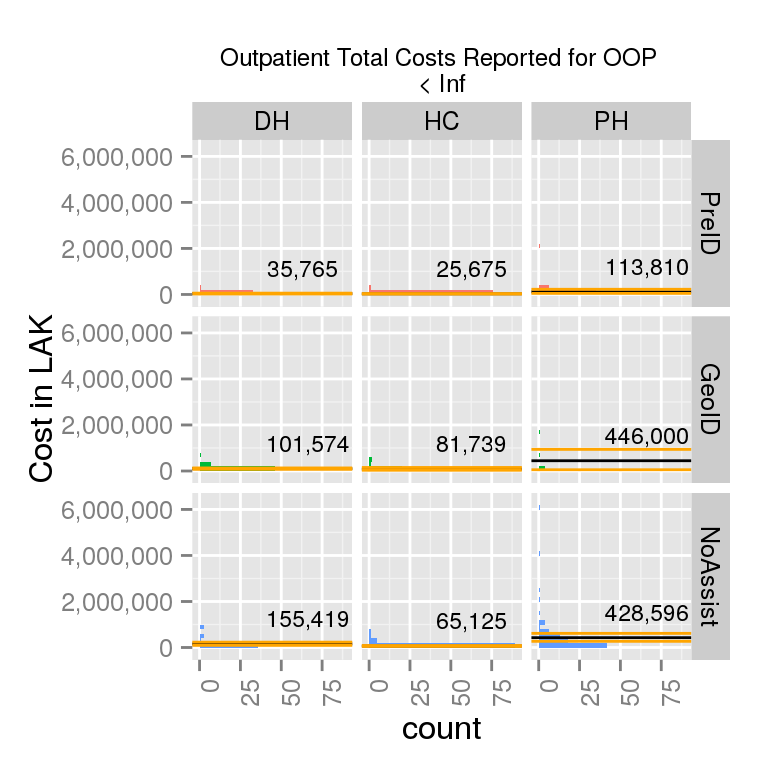 Outpatient Total Costs Reported for OOP
< Inf
DH HC PH
6,000,000
4,000,000
2,000,000
0
35,765 25,675 113,810
PreID
6,000,000
4,000,000
2,000,000
0
101,574 81,739 446,000
GeoID
6,000,000
4,000,000
2,000,000
0
155,419 65,125 428,596
NoAssist
Cost in LAK
0 25 50 75 0 25 50 75 0 25 50 75
count